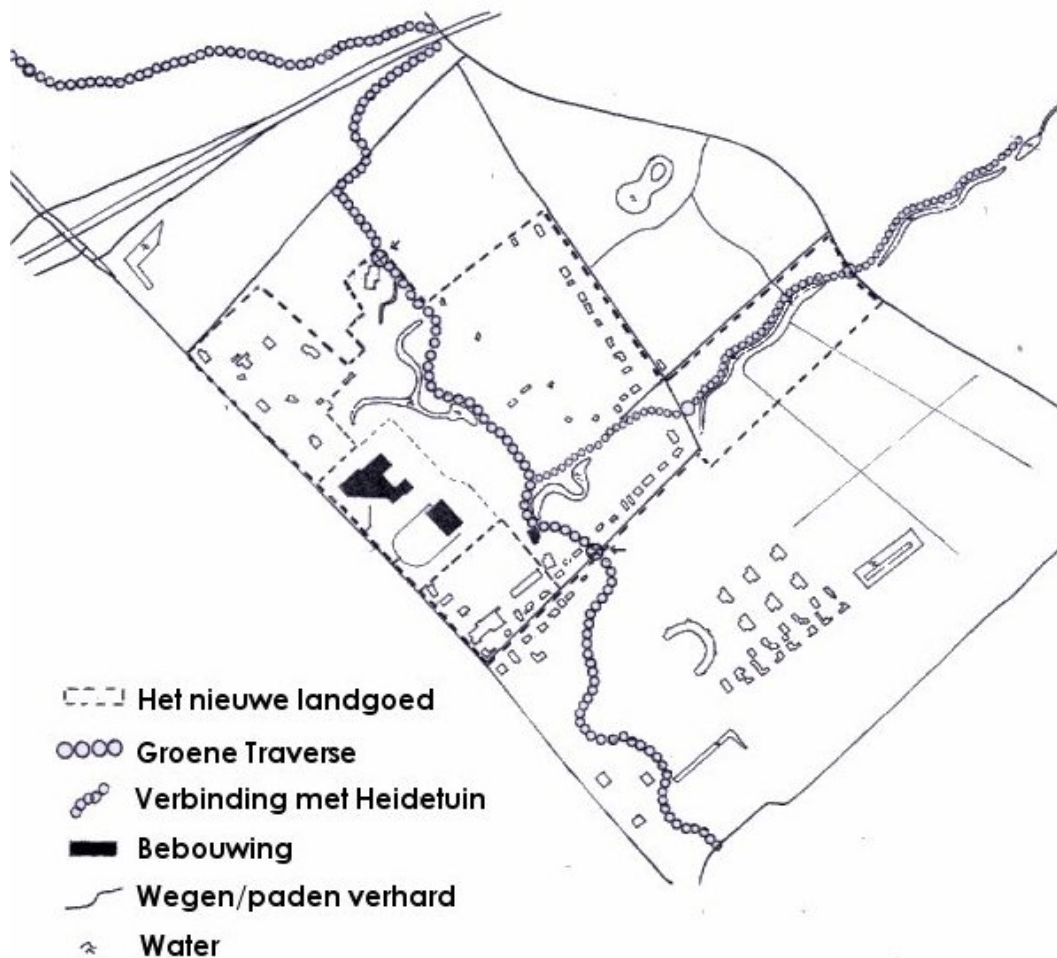 Het nieuwe landgoed
Groene Traverse
Verbinding met Heidetuin
Bebouwing
Wegen/paden verhard
Water